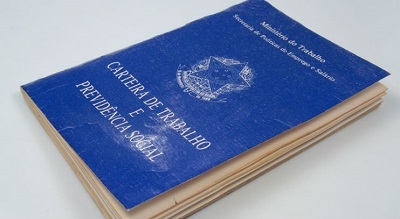 Ministério do Trabalho
Secretaria de Políticas de Emprego e Salário
CARTEIRA DE TRABALHO
E
PREVIDÊNCIA SOCIAL